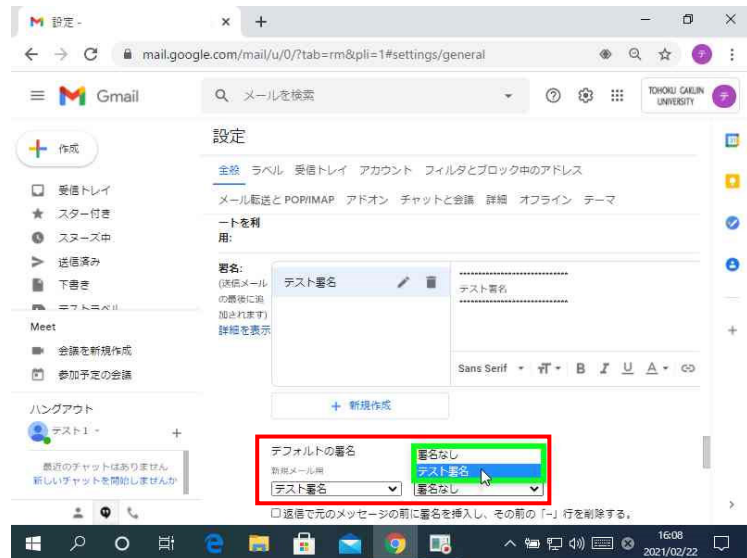 設定 -
mail.google.com/mail/u/0/?tab=rm&pli=1#settings/general
テ
Gmail
メールを検索
TOHOKU GAKUIN
UNIVERSITY
テ
作成
設定
全般 ラベル 受信トレイ アカウント フィルタとブロック中のアドレス
メール転送と POP/IMAP アドオン チャットと会議 詳細 オフライン テーマ
受信トレイ
スター付き
スヌーズ中
送信済み
下書き
テストラベル
Meet
会議を新規作成
参加予定の会議
ハングアウト
テスト1
最近のチャットはありません
新しいチャットを開始しませんか
ートを利
用:
署名:
(送信メール
の最後に追
加されます)
詳細を表示
テスト署名
テスト署名
Sans Serif
B I U A
+ 新規作成
デフォルトの署名
新規メール用
テスト署名
署名なし
テスト署名
署名なし
返信で元のメッセージの前に署名を挿入し、その前の「--」行を削除する。
16:08
2021/02/22